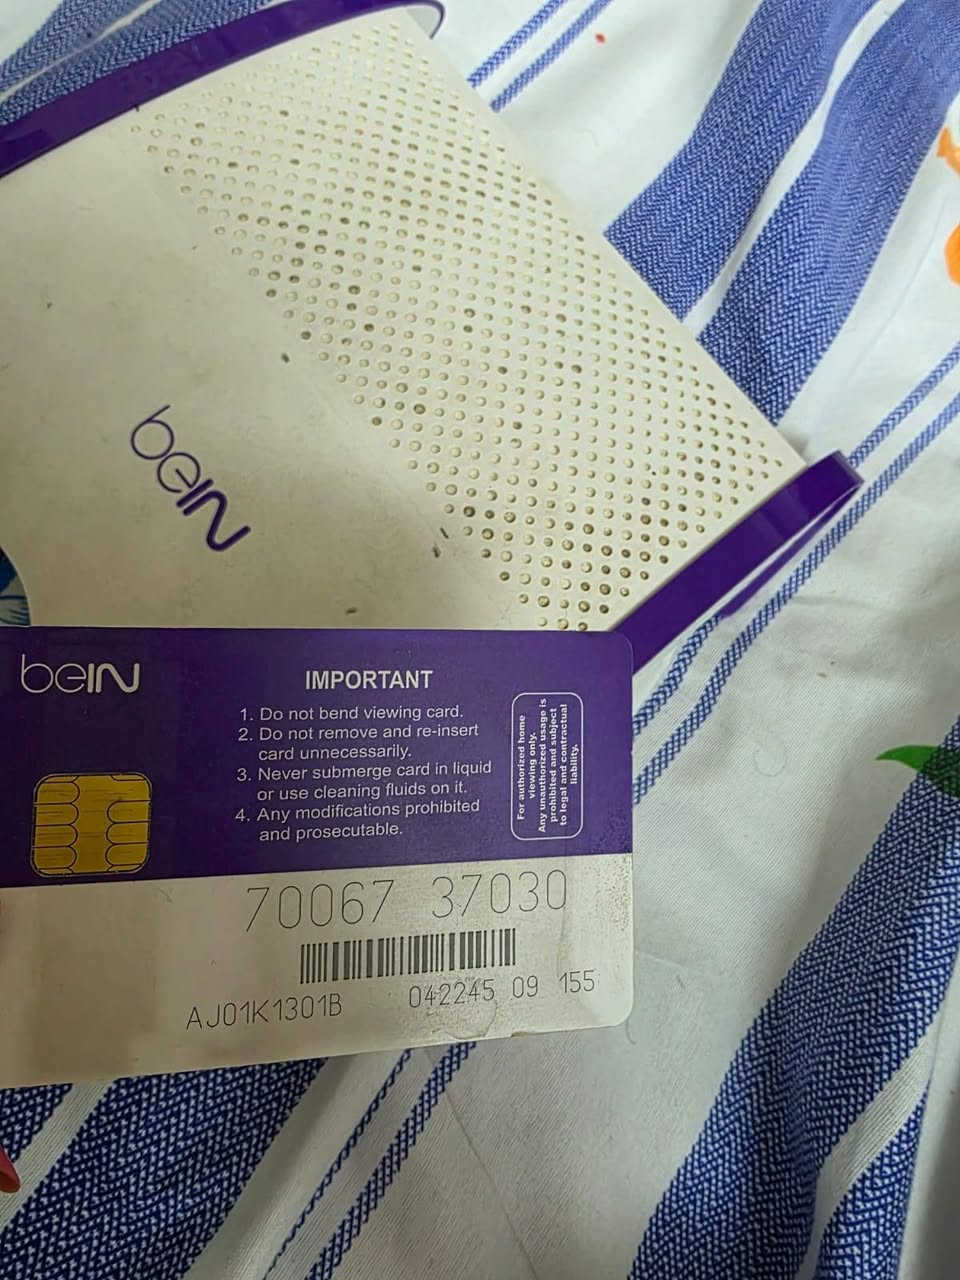 beIN
beIN
IMPORTANT
1. Do not bend viewing card.
2. Do not remove and re-insert
card unnecessarily.
3. Never submerge card in liquid
or use cleaning fluids on it.
4. Any modifications prohibited
and prosecutable.
For authorized home
viewing only.
Any unauthorized usage is
prohibited and subject
to legal and contractual
liability.
70067 37030
AJ01K1301B 042245 09 155